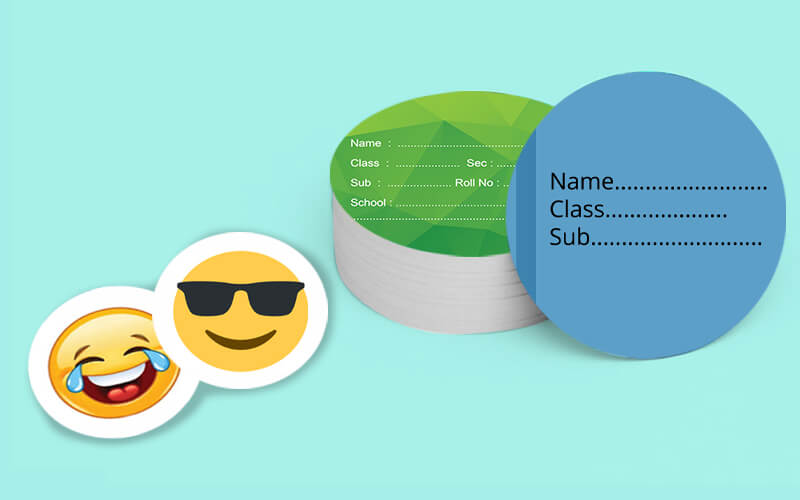 Name : ............................................
Class : .................... Sec : .....
Sub : .................... Roll No : ..
School : ........................................
.......................................................
Name.........................
Class....................
Sub............................